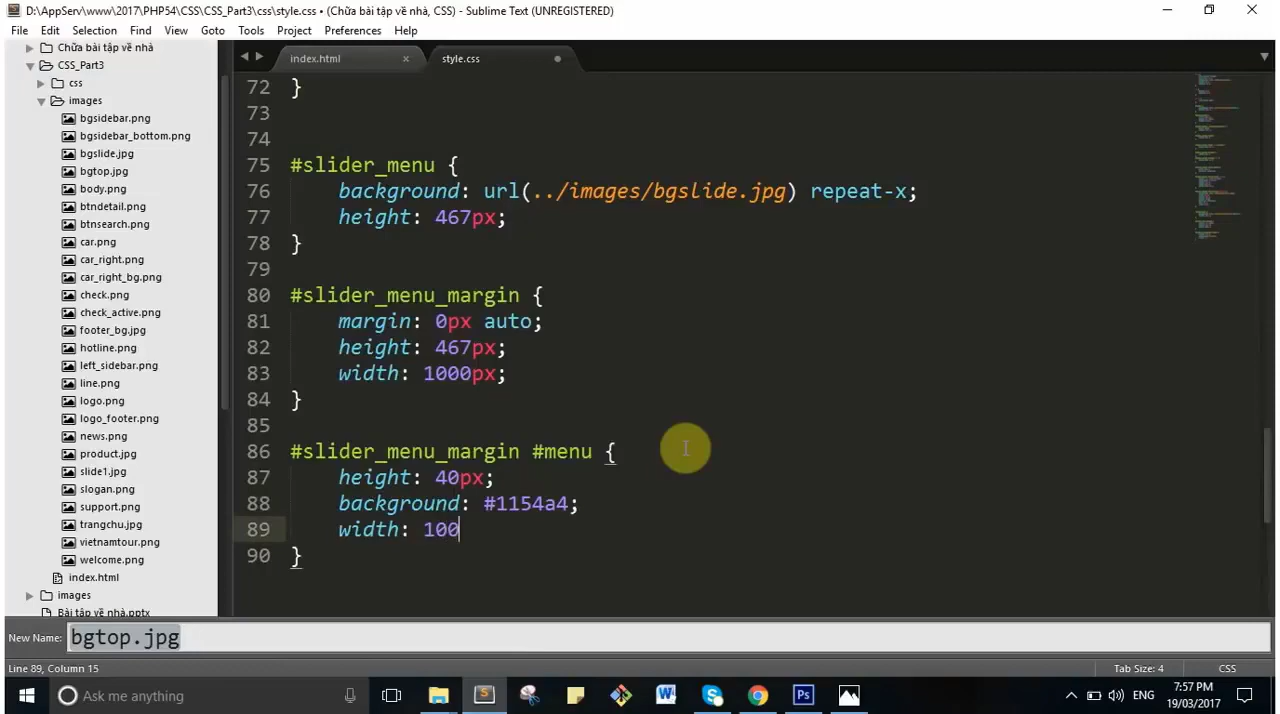 D:\AppServ\www\2017\PHP54\CSS\CSS_Part3\css\style.css • (Chữa bài tập về nhà, CSS) - Sublime Text (UNREGISTERED)
File Edit Selection Find View Goto Tools Project Preferences Help
Chữa bài tập về nhà
CSS_Part3
css
images
bgsidebar.png
bgsidebar_bottom.png
bgslide.jpg
bgtop.jpg
body.png
btndetail.png
btnsearch.png
car.png
car_right.png
car_right_bg.png
check.png
check_active.png
footer_bg.jpg
hotline.png
left_sidebar.png
line.png
logo.png
logo_footer.png
news.png
product.png
slide1.jpg
slogan.png
support.png
trangchu.jpg
vietnamtour.png
welcome.png
index.html
images
Bài tập về nhà.pptx
index.html × style.css
72 }
73
74
75 #slider_menu {
76 background: url(../images/bgslide.jpg) repeat-x;
77 height: 467px;
78 }
79
80 #slider_menu_margin {
81 margin: 0px auto;
82 height: 467px;
83 width: 1000px;
84 }
85
86 #slider_menu_margin #menu {
87 height: 40px;
88 background: #1154a4;
89 width: 100
90 }
New Name: bgtop.jpg
Line 89, Column 15 Tab Size: 4 CSS
Ask me anything
ENG
7:57 PM
19/03/2017